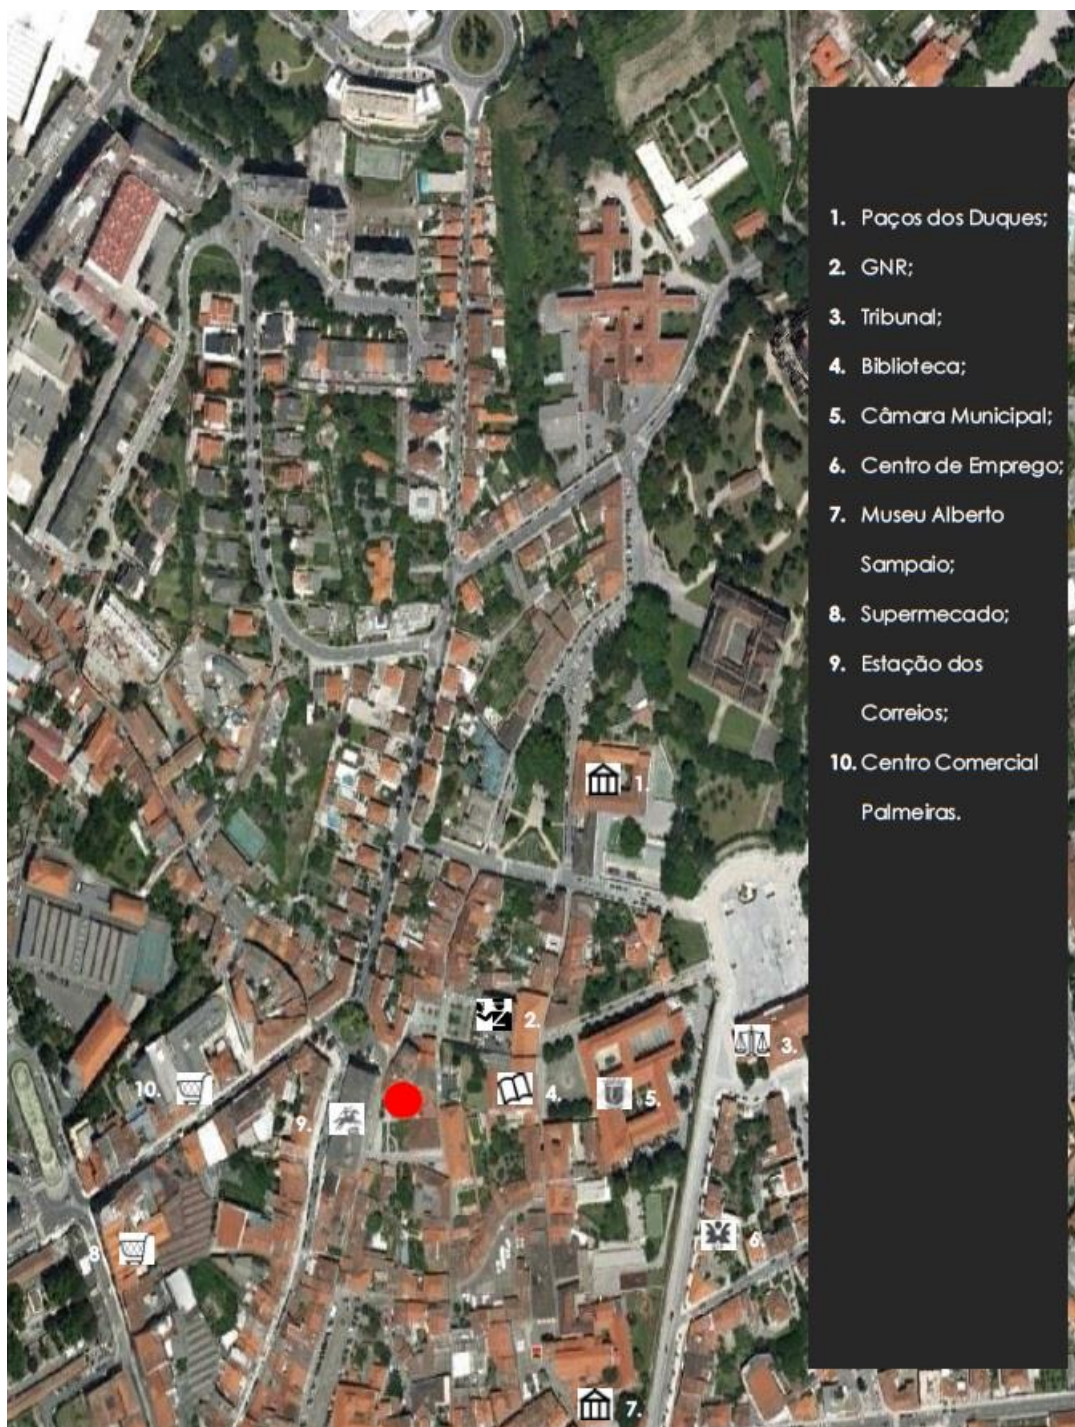 1. Paços dos Duques;
2. GNR;
3. Tribunal;
4. Biblioteca;
5. Câmara Municipal;
6. Centro de Emprego;
7. Museu Alberto
Sampaio;
8. Supermecado;
9. Estação dos
Correios;
10. Centro Comercial
Palmeiras.
1.
2.
3.
10.
4.
5.
9.
6.
8.
7.